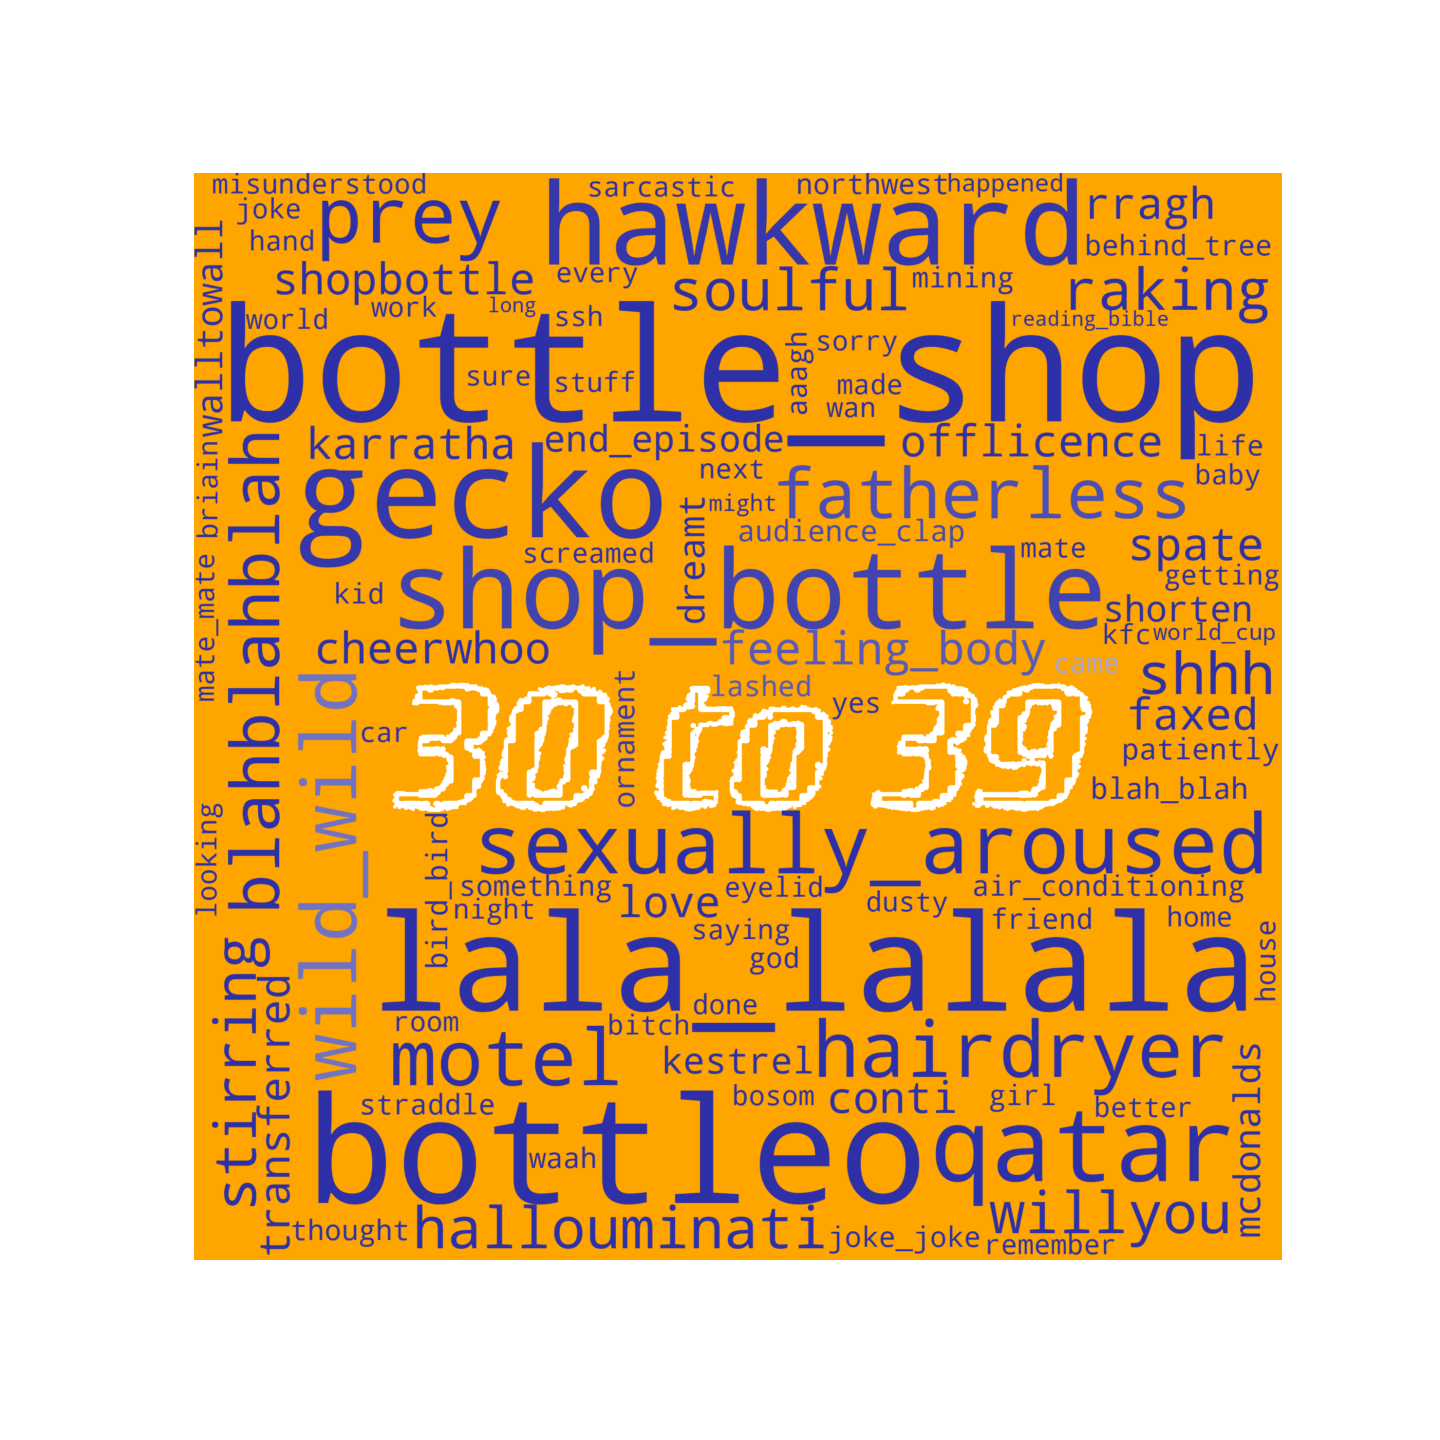 misunderstood
sarcastic
northwest
happened
joke
prey
hawkward
rragh
hand
behind_tree
shopbottle
every
soulful
mining
raking
world
work
long
ssh
reading_bible
bottle_shop
aaagh
sorry
sure
stuff
made
wan
briainwalltowall
karratha
end_episode
offlicence
life
gecko
next
fatherless
baby
might
dreamt
audience_clap
screamed
mate
spate
getting
kid
shop_bottle
shorten
mate_mate
blahblahblahblah
cheerwhoo
feeling_body
kfc
world_cup
came
shhh
wild_wild
ornament
lashed
yes
faxed
car
30 to 39
patiently
blah_blah
looking
bird_bird
sexually_aroused
something
love
eyelid
air_conditioning
night
dusty
friend
home
stirring
saying
lala_lalala
god
house
transferred
done
room
bitch
motel
kestrel
hairdryer
straddle
bosom
conti
girl
better
mcdonalds
bottleo
waah
qatar
thought
hallouminati
willyou
joke_joke
remember